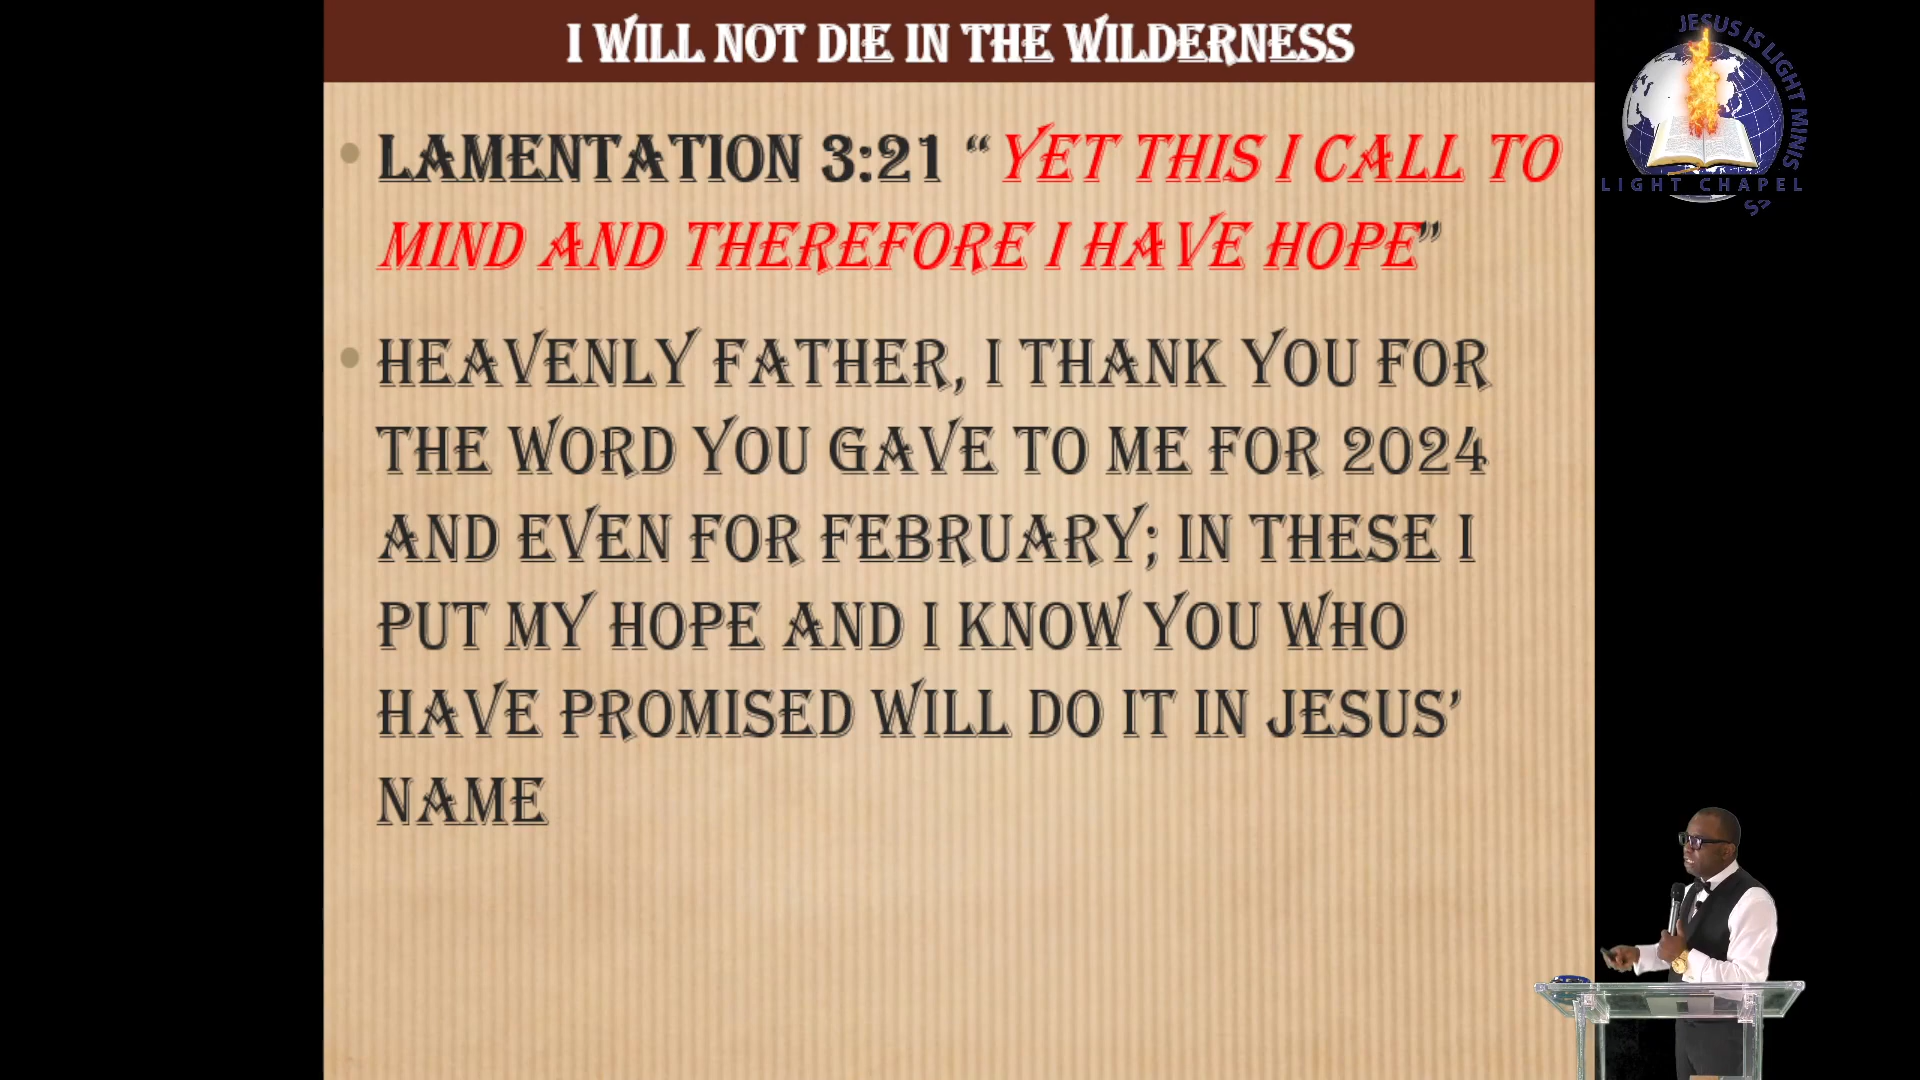 I WILL NOT DIE IN THE WILDERNESS
• LAMENTATION 3:21 “YET THIS I CALL TO
MIND AND THEREFORE I HAVE HOPE”
• HEAVENLY FATHER, I THANK YOU FOR
THE WORD YOU GAVE TO ME FOR 2024
AND EVEN FOR FEBRUARY; IN THESE I
PUT MY HOPE AND I KNOW YOU WHO
HAVE PROMISED WILL DO IT IN JESUS’
NAME
JESUS IS LIGHT MINIS
LIGHT CHAPEL